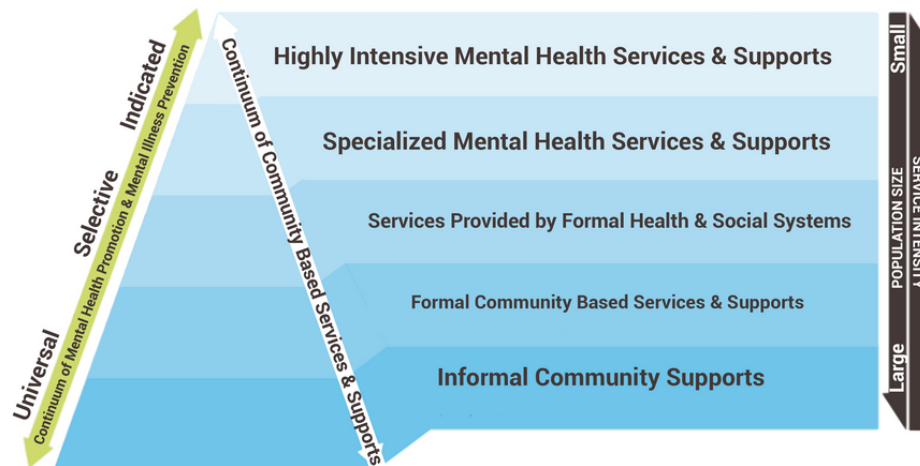 Highly Intensive Mental Health Services & Supports
Specialized Mental Health Services & Supports
Services Provided by Formal Health & Social Systems
Formal Community Based Services & Supports
Informal Community Supports
Indicated
Selective
Universal
Continuum of Mental Health Promotion & Mental Illness Prevention
Continuum of Community Based Services & Supports
Small
POPULATION SIZE
Large
SERVICE INTENSITY